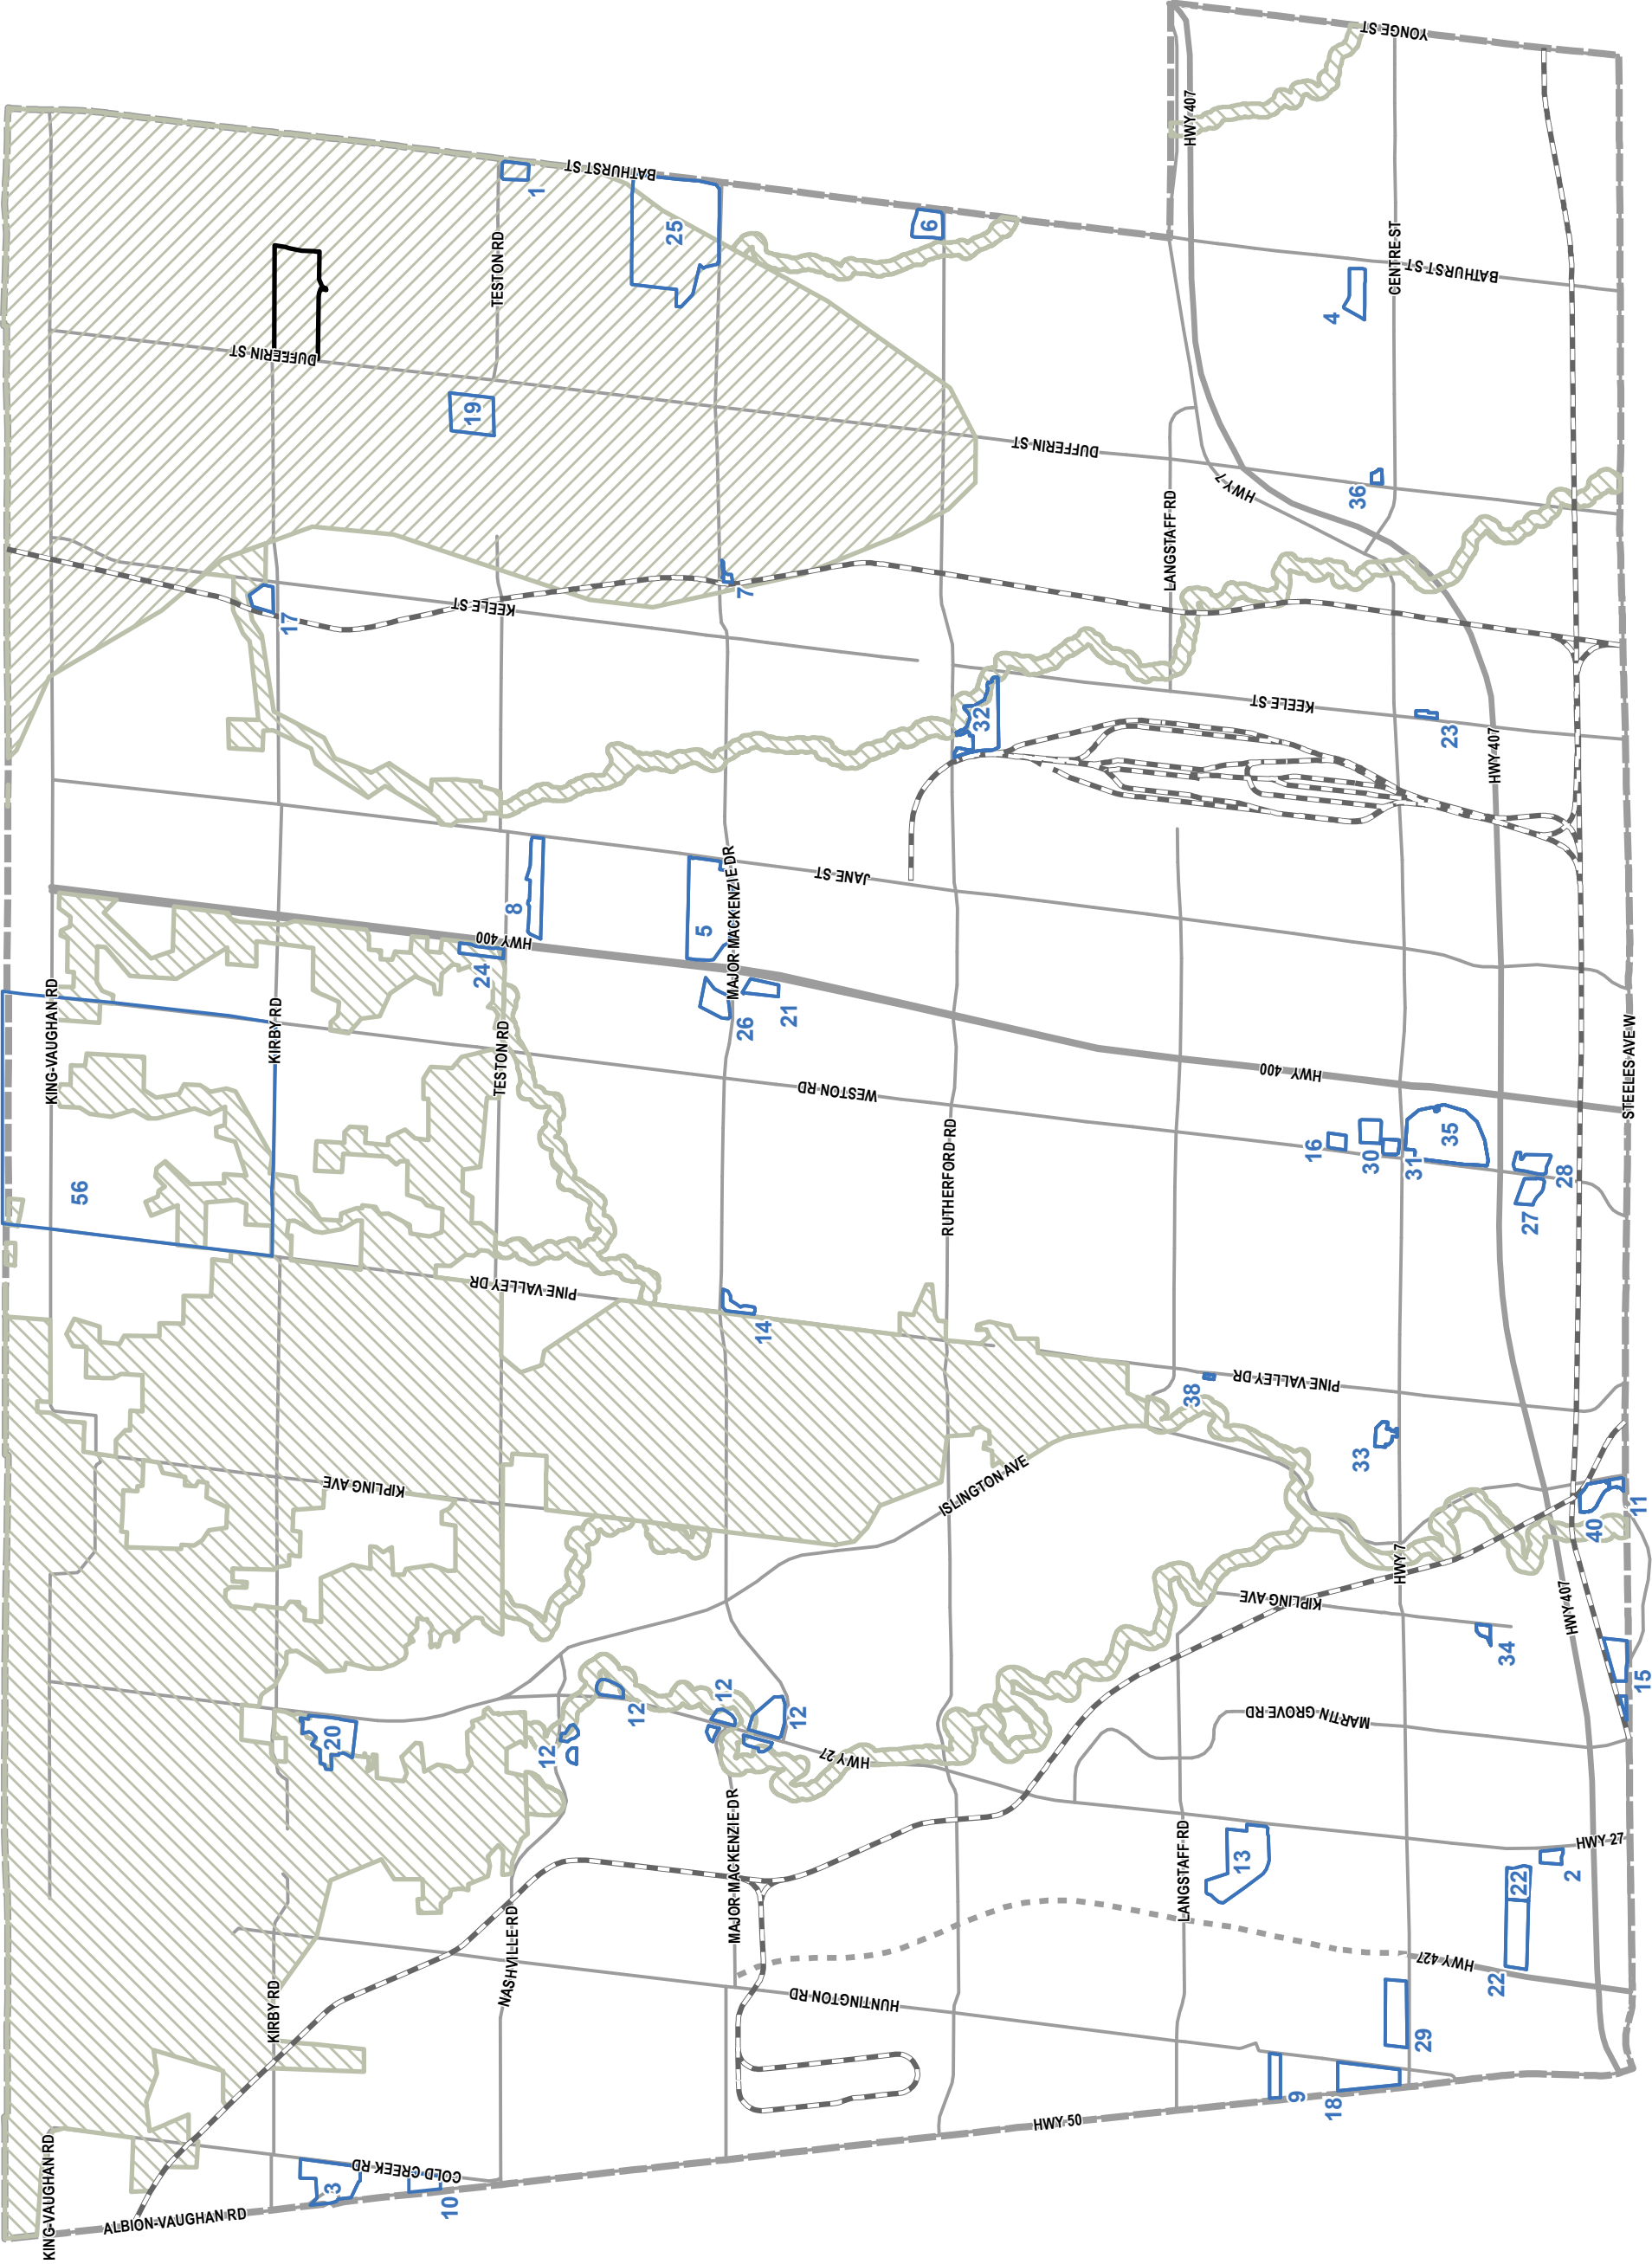 YONGE ST
HWY 407
BATHURST ST
1
TESTON RD
25
6
CENTRE ST
BATHURST ST
4
DUFFERIN ST
19
DUFFERIN ST
36
HWY 7
LANGSTAFF RD
17
KEELE ST
7
32
KEELE ST
23
HWY 407
8
HWY 400
24
5
MAJOR MACKENZIE DR
JANE ST
KING-VAUGHAN RD
KIRBY RD
TESTON RD
26
21
WESTON RD
HWY 400
STEELES AVE W
RUTHERFORD RD
16
30
31
35
28
27
56
PINE VALLEY DR
14
38
PINE VALLEY DR
33
KIPLING AVE
ISLINGTON AVE
40
11
HWY 7
KIPLING AVE
HWY 407
34
15
20
12
12
12
12
HWY 27
MARTIN GROVE RD
MAJOR MACKENZIE DR
LANGSTAFF RD
13
HWY 27
2
22
22
HWY 427
NASHVILLE RD
KIRBY RD
HUNTINGTON RD
29
9
18
HWY 50
KING-VAUGHAN RD
COLD CREEK RD
3
10
ALBION-VAUGHAN RD